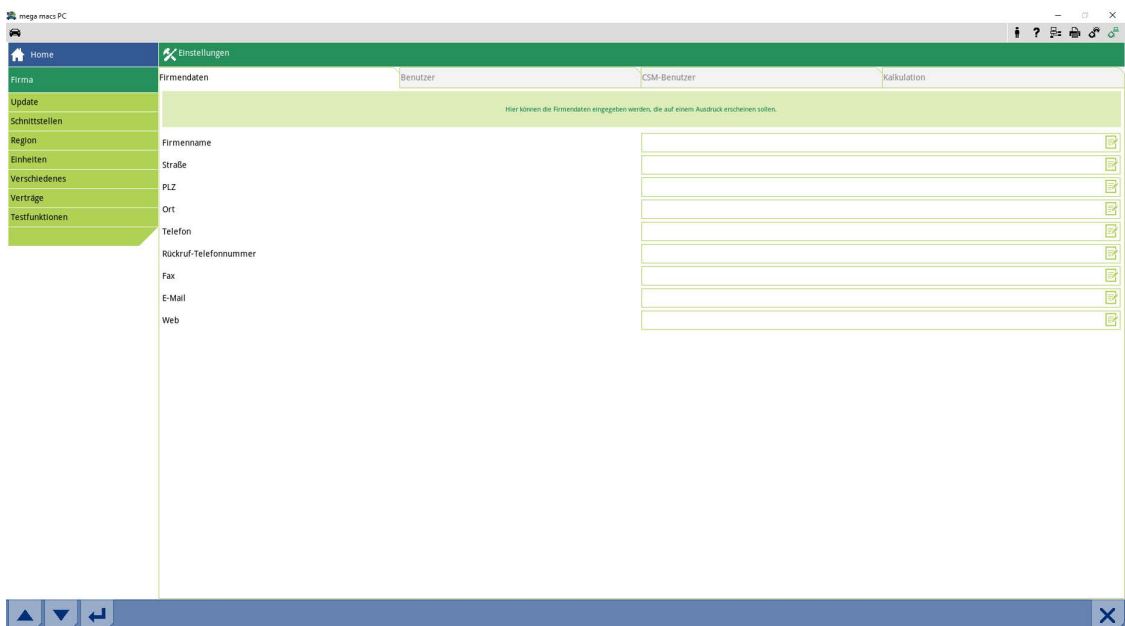 mega macs PC
Home
Einstellungen
Firma
Update
Schnittstellen
Region
Einheiten
Verschiedenes
Verträge
Testfunktionen
Firmendaten
Benutzer
CSM-Benutzer
Kalkulation
Hier können die Firmendaten eingegeben werden, die auf einem Ausdruck erscheinen sollen.
Firmenname
Straße
PLZ
Ort
Telefon
Rückruf-Telefonnummer
Fax
E-Mail
Web